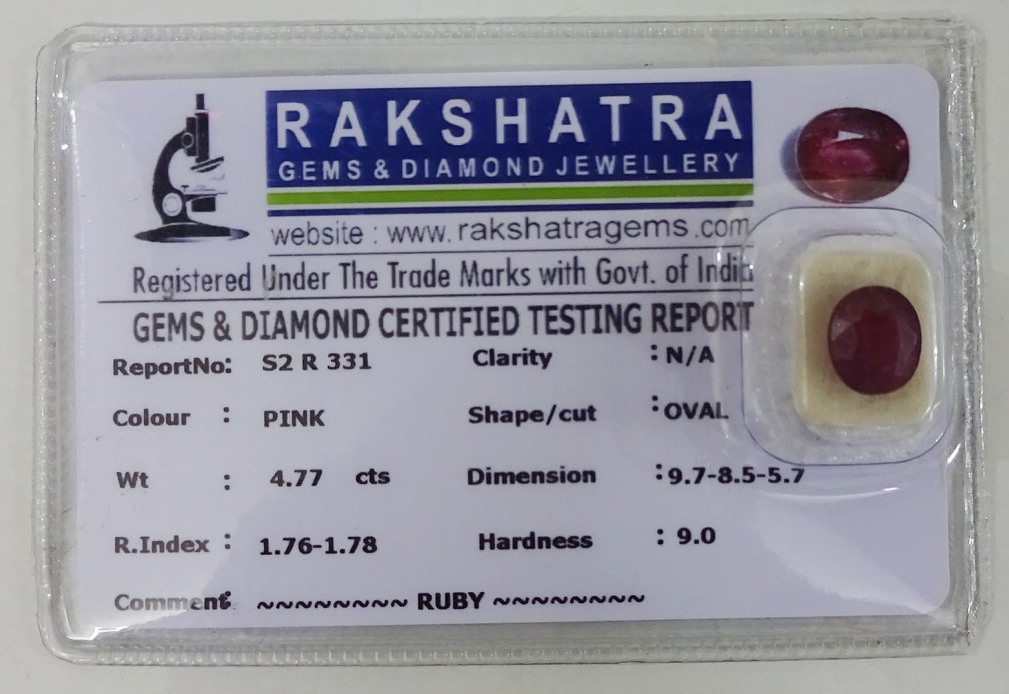 RAKSHATRA
GEMS & DIAMOND JEWELLERY
website : www. rakshatragems .com
Registered Under The Trade Marks with Govt. of India
GEMS & DIAMOND CERTIFIED TESTING REPORT
ReportNo: S2 R 331 Clarity : N/A
Colour : PINK Shape/cut : OVAL
Wt : 4.77 cts Dimension : 9.7-8.5-5.7
R.Index : 1.76-1.78 Hardness : 9.0
Comment: ~~~~~~~~ RUBY ~~~~~~~~